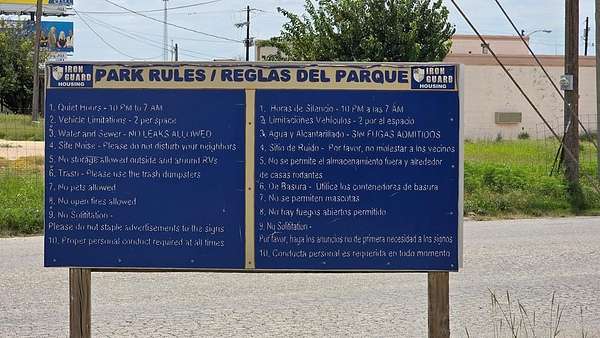 IRON GUARD HOUSING
PARK RULES / REGLAS DEL PARQUE
IRON GUARD HOUSING
1. Quiet Hours - 10 PM to 7 AM
2. Vehicle Limitations - 2 per space
3. Water and Sewer - NO LEAKS ALLOWED
4. Site Noise - Please do not disturb your neighbors
5. No storage allowed outside and around RVs
6. Trash - Please use the trash dumpsters
7. No pets allowed
8. No open fires allowed
9. No Solititation -
Please do not staple advertisements to the signs
10. Proper personal conduct required at all times
1. Horas de Silancio - 10 PM a las 7 AM
2. Limitaciones Vehículos - 2 por el espacio
3. Agua y Alcantarillado - SIN FUGAS ADMITIOS
4. Sitio de Ruido - Por favor, no molestar a los vecinos
5. No se permite el almacenamiento fuera y alrededor
de casas rodantes
6. De Basura - Utilice los contenedores de basura
7. No se permiten mascotas
8. No hay fuegos abiertos permitido
9. No Solititation -
Por favor, haya los anuncios no de primera necesidad a los signos
10. Conducta personal es requerida en todo momento